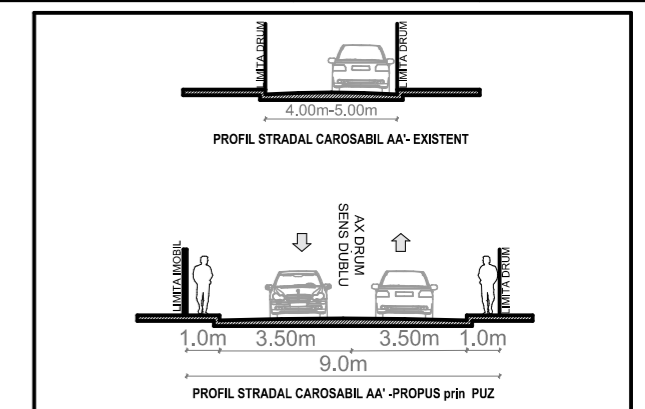 LIMITA DRUM
LIMITA DRUM
4.00m-5.00m
PROFIL STRADAL CAROSABIL AA'- EXISTENT
LIMITA IMOBIL
AX DRUM
SENS DUBLU
LIMITA DRUM
1.0m 3.50m 3.50m 1.0m
9.0m
PROFIL STRADAL CAROSABIL AA' -PROPUS prin PUZ